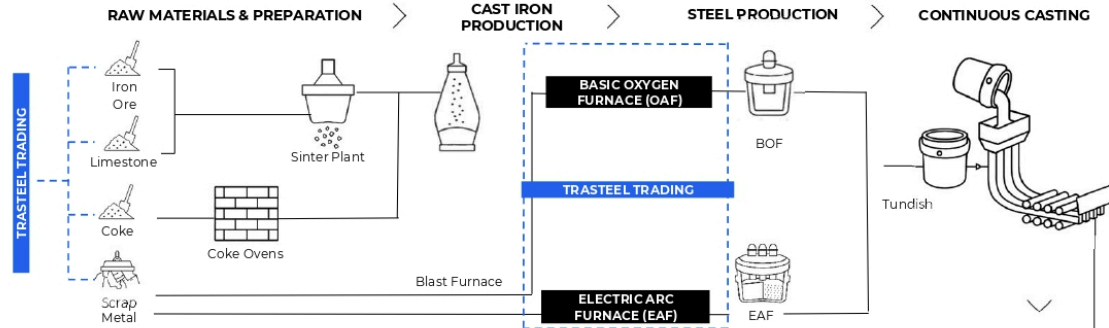 RAW MATERIALS & PREPARATION
CAST IRON
PRODUCTION
STEEL PRODUCTION
CONTINUOUS CASTING
TRASTEEL TRADING
Iron
Ore
Limestone
Coke
Scrap
Metal
Sinter Plant
Coke Ovens
Blast Furnace
BASIC OXYGEN
FURNACE (OAF)
TRASTEEL TRADING
ELECTRIC ARC
FURNACE (EAF)
BOF
EAF
Tundish